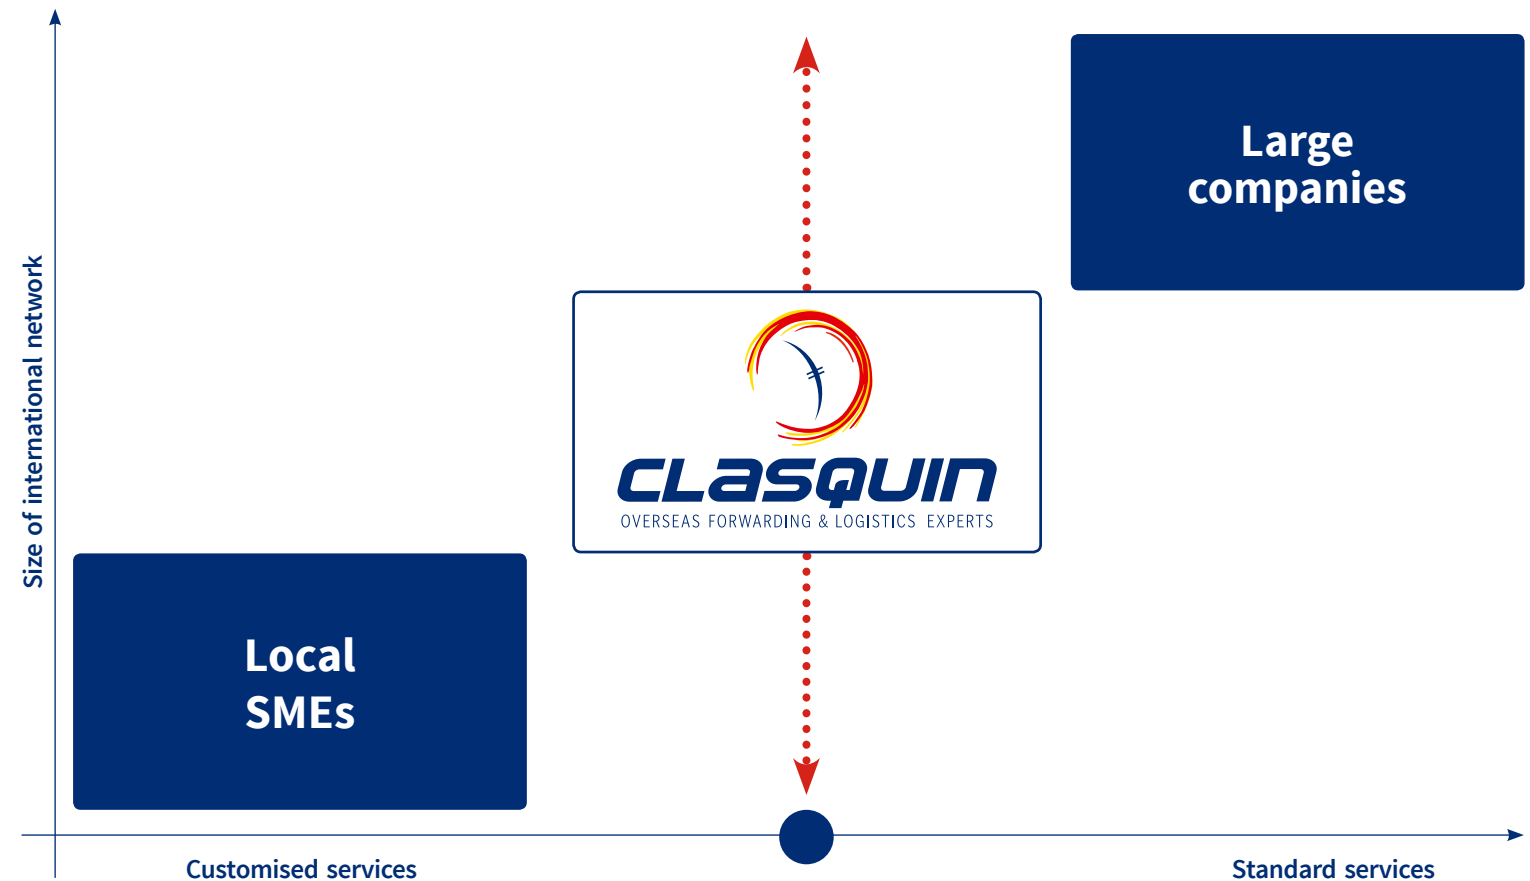 Size of international network
Large
companies
CLASQUIN
OVERSEAS FORWARDING & LOGISTICS EXPERTS
Local
SMEs
Customised services
Standard services